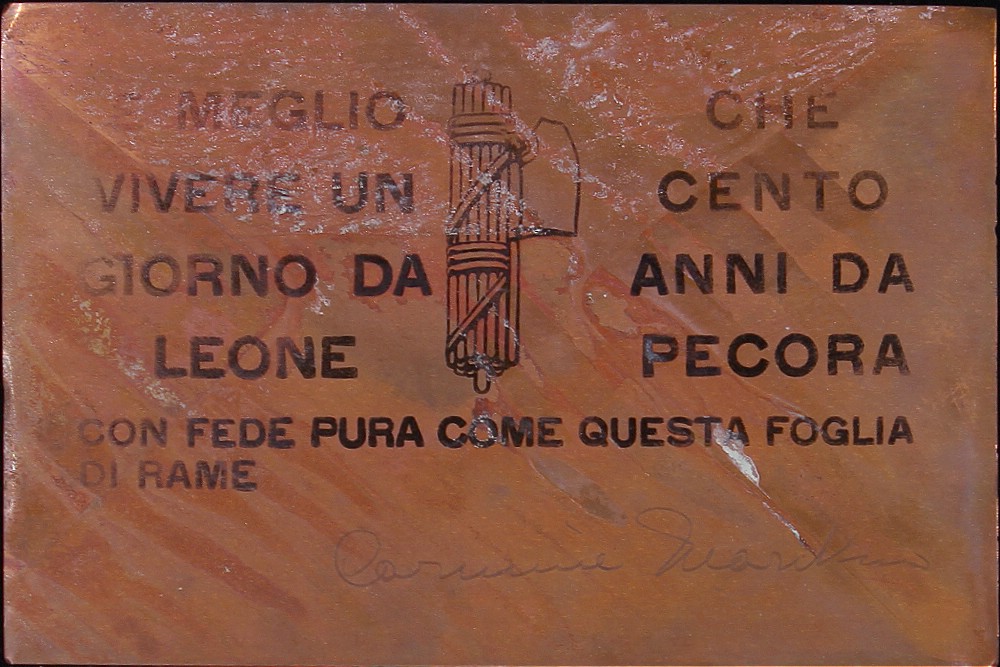 MEGLIO
VIVERE UN
GIORNO DA
LEONE
CHE
CENTO
ANNI DA
PECORA
CON FEDE PURA COME QUESTA FOGLIA
DI RAME
Carmine